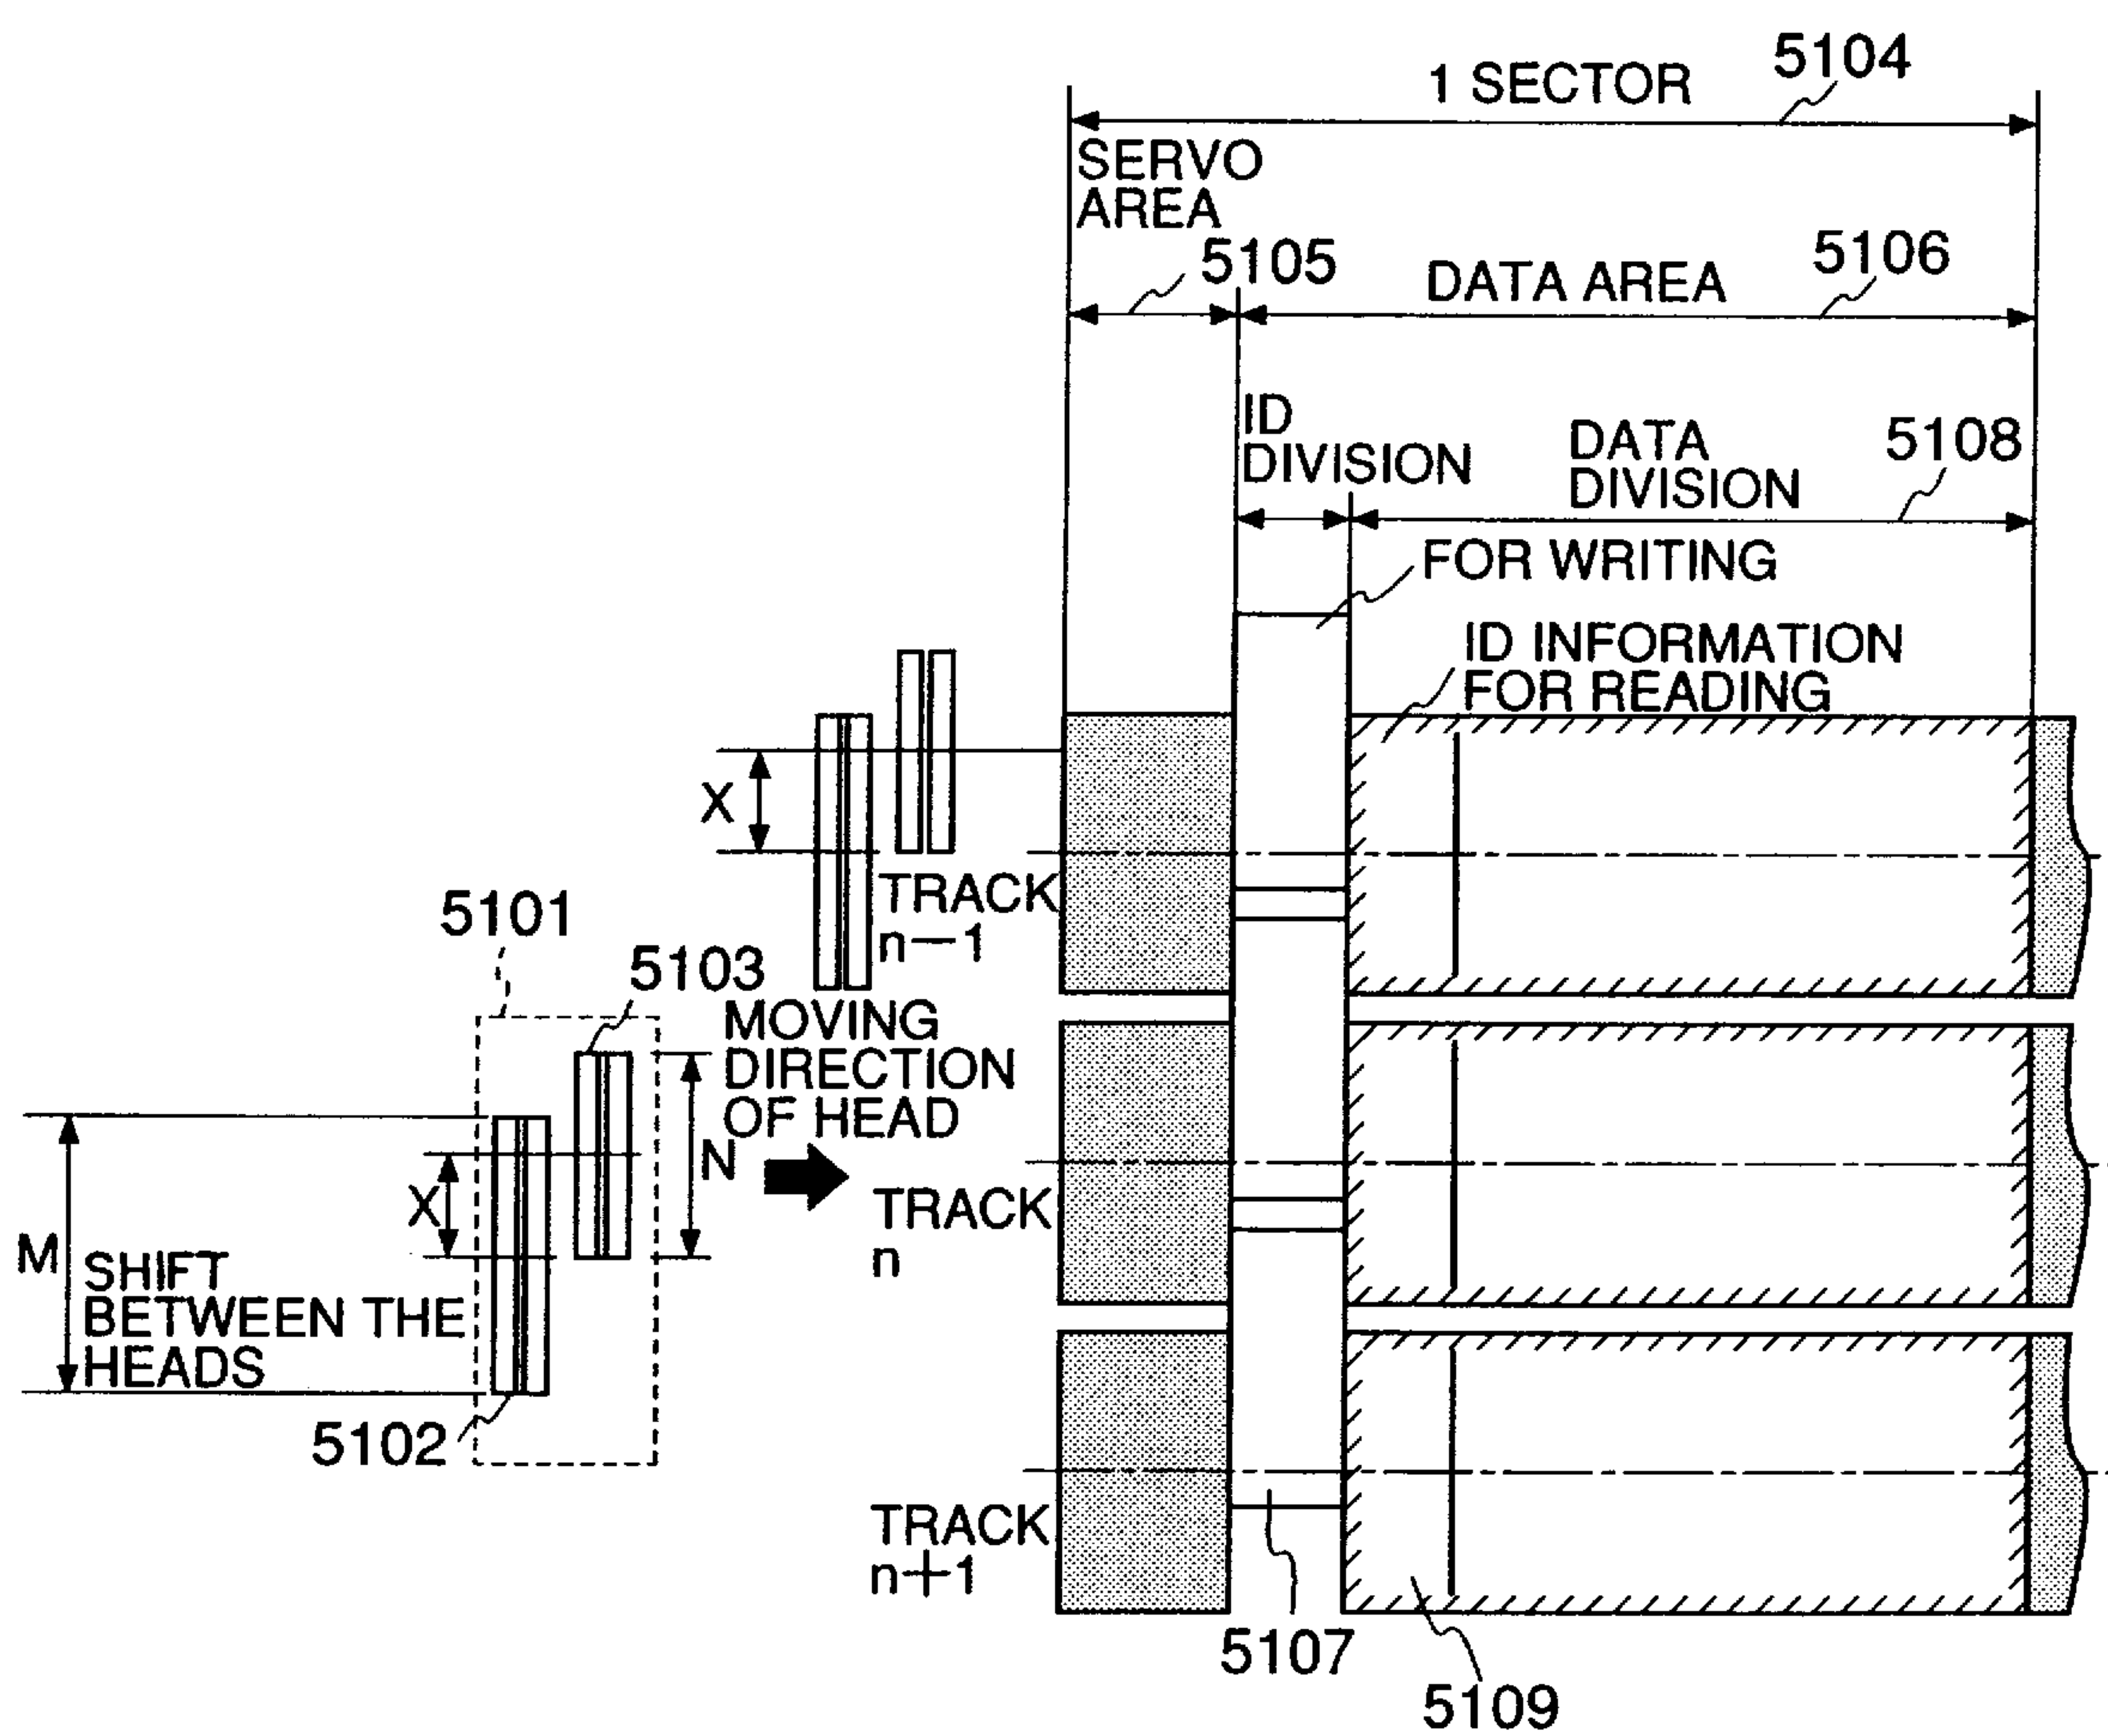 5104
1 SECTOR
SERVO
AREA
5105
5106
DATA AREA
ID
DIVISION
DATA
DIVISION
5108
FOR WRITING
ID INFORMATION
FOR READING
X
TRACK
n−1
5101
5103
MOVING
DIRECTION
OF HEAD
N
X
M
SHIFT
BETWEEN THE
HEADS
TRACK
n
5102
TRACK
n+1
5107
5109